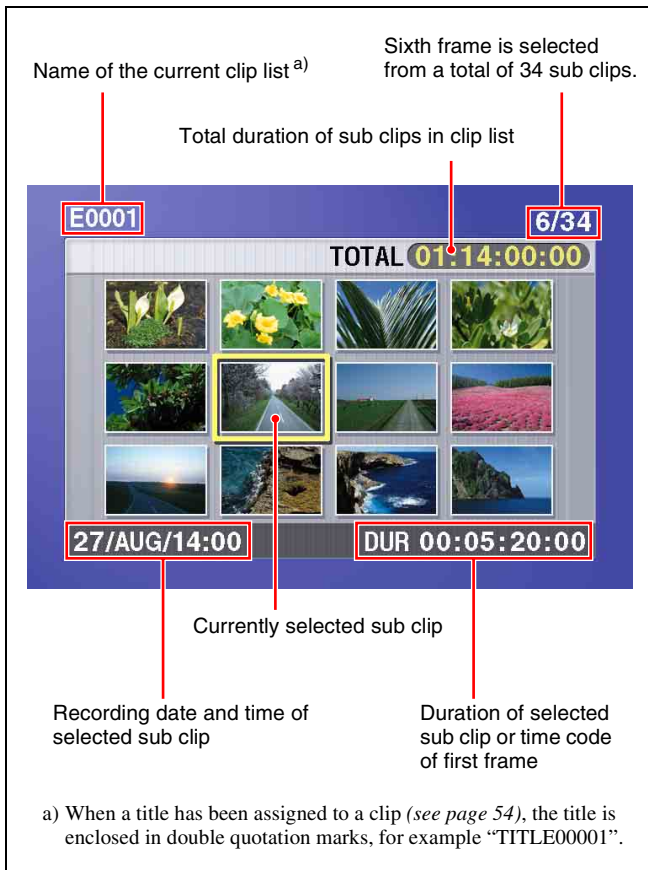 Name of the current clip list a)
Sixth frame is selected
from a total of 34 sub clips.
Total duration of sub clips in clip list
E0001
6/34
TOTAL 01:14:00:00
27/AUG/14:00
DUR 00:05:20:00
Currently selected sub clip
Recording date and time of
selected sub clip
Duration of selected
sub clip or time code
of first frame
a) When a title has been assigned to a clip (see page 54), the title is
enclosed in double quotation marks, for example “TITLE00001”.